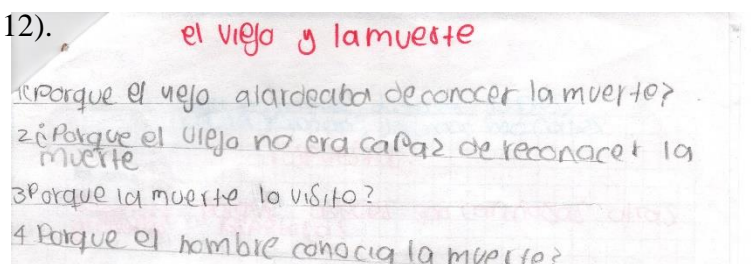 12).
el viejo y lamuerte
1¿porque el viejo alardeaba deconocer la muerte?
2¿Porque el viejo no era capaz de reconocer la
muerte
3Porque la muerte lo visito?
4 Porque el hombre conocia la muerte?